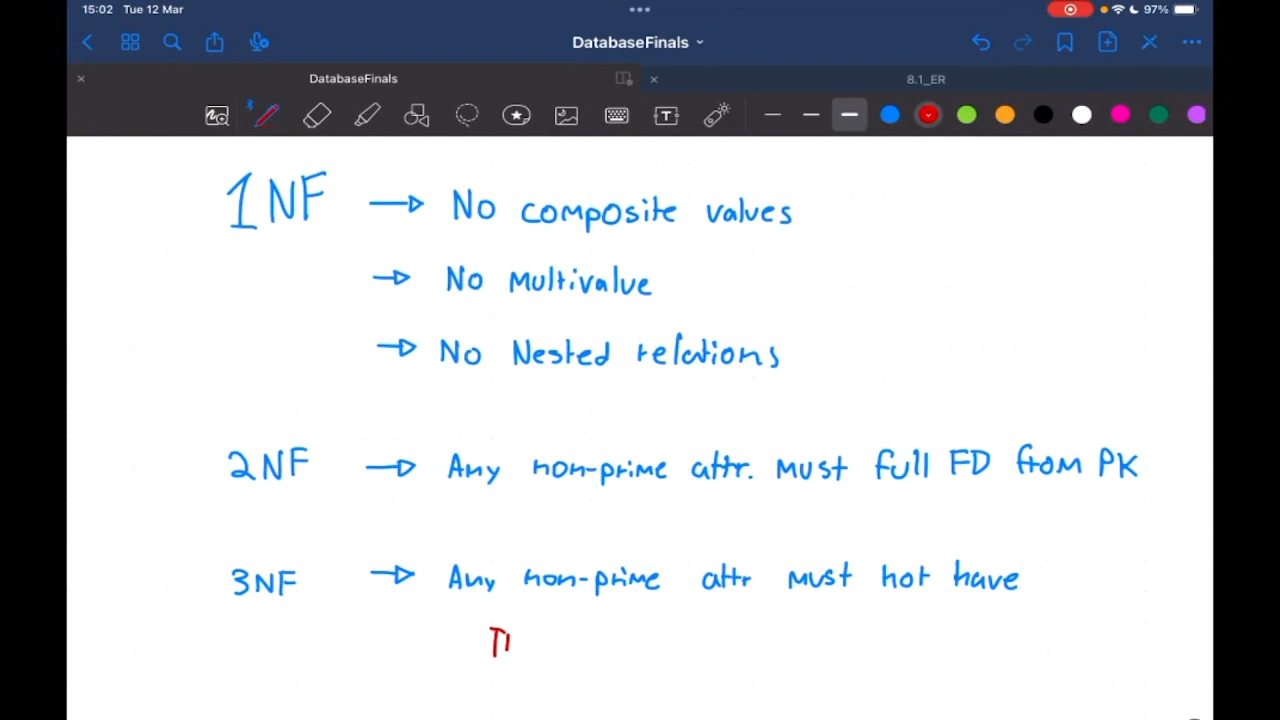 15:02 Tue 12 Mar
97%
DatabaseFinals
DatabaseFinals
8.1_ER
T
1NF → No composite values
→ No multivalue
→ No Nested relations
2NF → Any non-prime attr. must full FD from PK
3NF → Any non-prime attr must not have